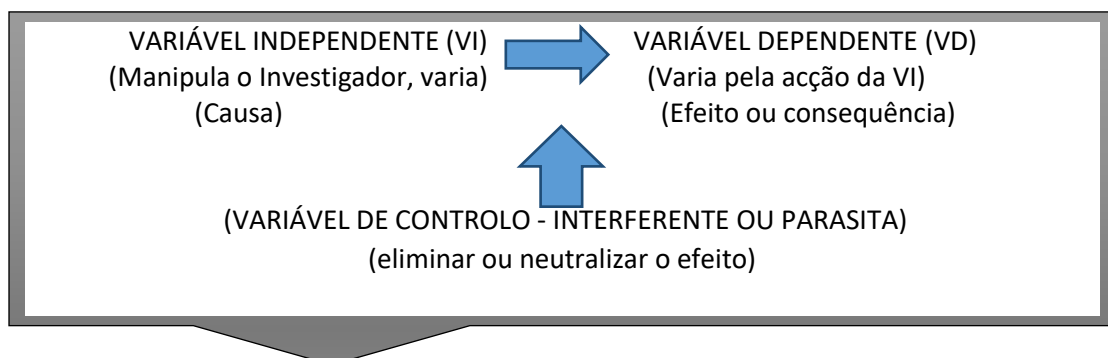 VARIÁVEL INDEPENDENTE (VI) VARIÁVEL DEPENDENTE (VD)
(Manipula o Investigador, varia) (Varia pela acção da VI)
(Causa) (Efeito ou consequência)
(VARIÁVEL DE CONTROLO - INTERFERENTE OU PARASITA)
(eliminar ou neutralizar o efeito)